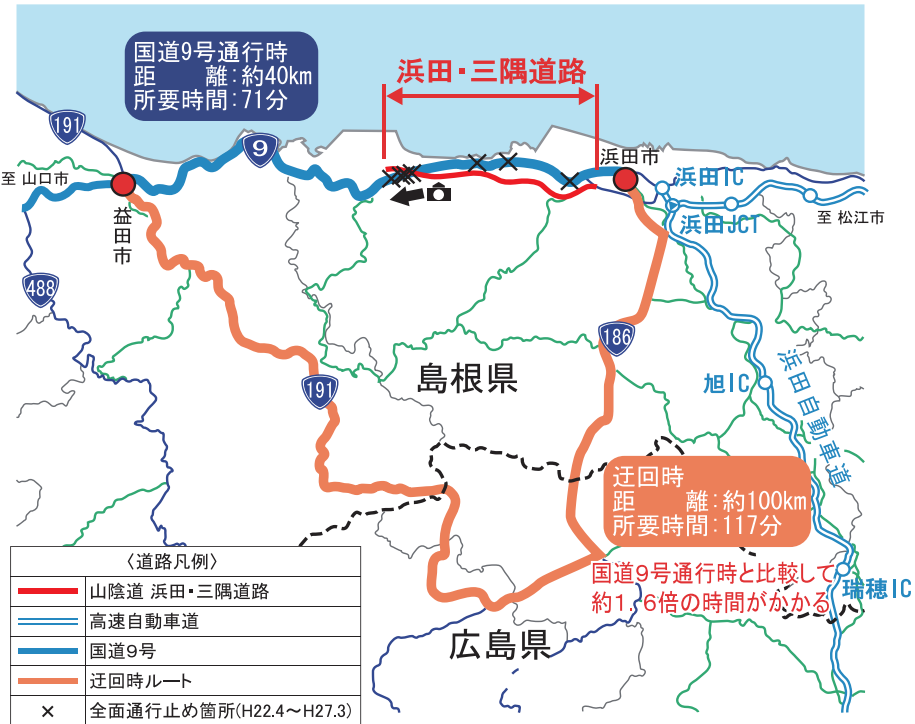 国道9号通行時
距　離:約40km
所要時間:71分
浜田・三隅道路
191
9
至 山口市
浜田市
益田市
浜田IC
浜田JCT
至 松江市
488
186
島根県
191
旭IC
浜田自動車道
迂回時
距　離:約100km
所要時間:117分
国道9号通行時と比較して
約1.6倍の時間がかかる
瑞穂IC
広島県
〈道路凡例〉
山陰道 浜田・三隅道路
高速自動車道
国道9号
迂回時ルート
× 全面通行止め箇所(H22.4～H27.3)